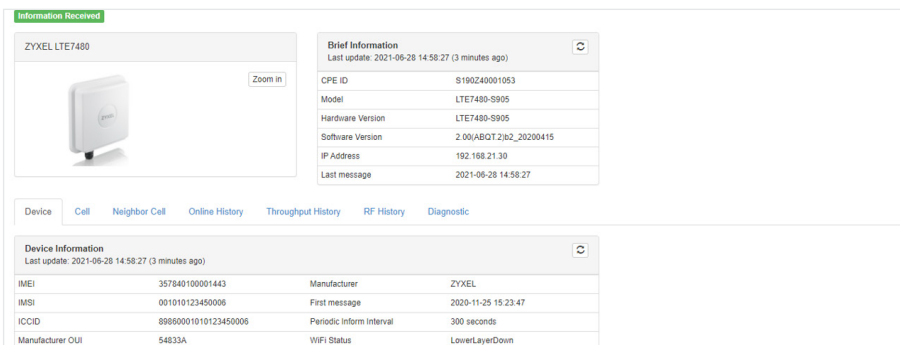 Information Received
ZYXEL LTE7480
Zoom in
ZYXEL
Brief Information
Last update: 2021-06-28 14:58:27 (3 minutes ago)
CPE ID S190Z40001053
Model LTE7480-S905
Hardware Version LTE7480-S905
Software Version 2.00(ABQT.2)b2_20200415
IP Address 192.168.21.30
Last message 2021-06-28 14:58:27
Device Cell Neighbor Cell Online History Throughput History RF History Diagnostic
Device Information
Last update: 2021-06-28 14:58:27 (3 minutes ago)
IMEI 357840100001443 Manufacturer ZYXEL
IMSI 001010123450006 First message 2020-11-25 15:23:47
ICCID 89860001010123450006 Periodic Inform Interval 300 seconds
Manufacturer OUI 54833A WiFi Status LowerLayerDown